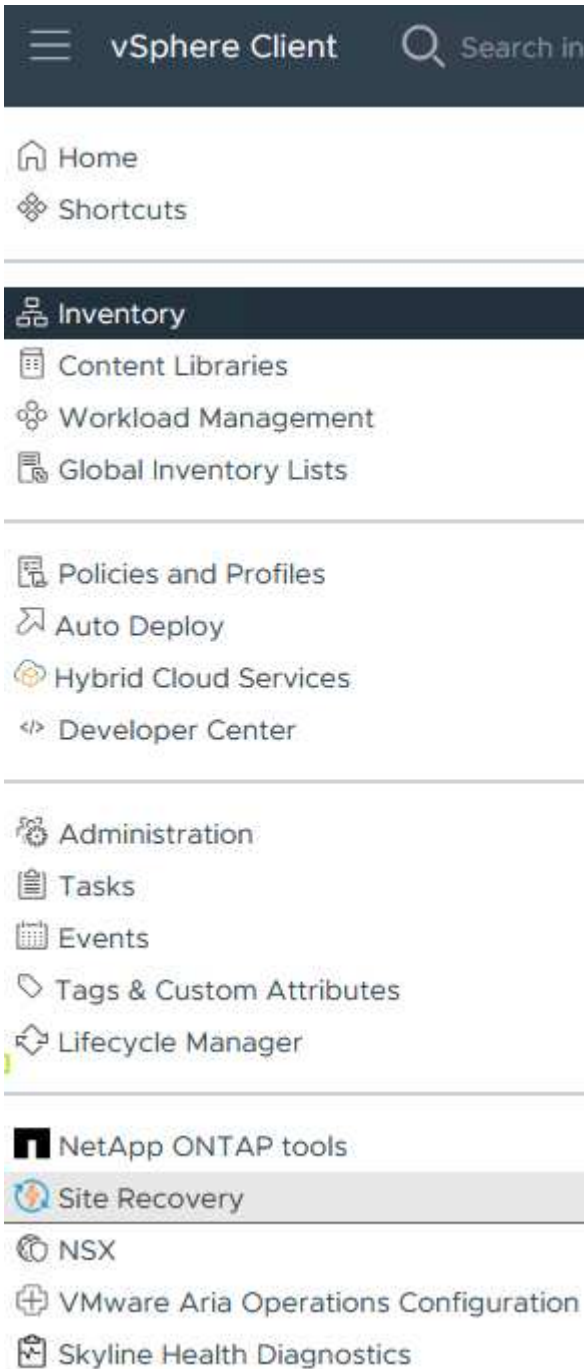 vSphere Client Search in
Home
Shortcuts
Inventory
Content Libraries
Workload Management
Global Inventory Lists
Policies and Profiles
Auto Deploy
Hybrid Cloud Services
</> Developer Center
Administration
Tasks
Events
Tags & Custom Attributes
Lifecycle Manager
NetApp ONTAP tools
Site Recovery
NSX
VMware Aria Operations Configuration
Skyline Health Diagnostics